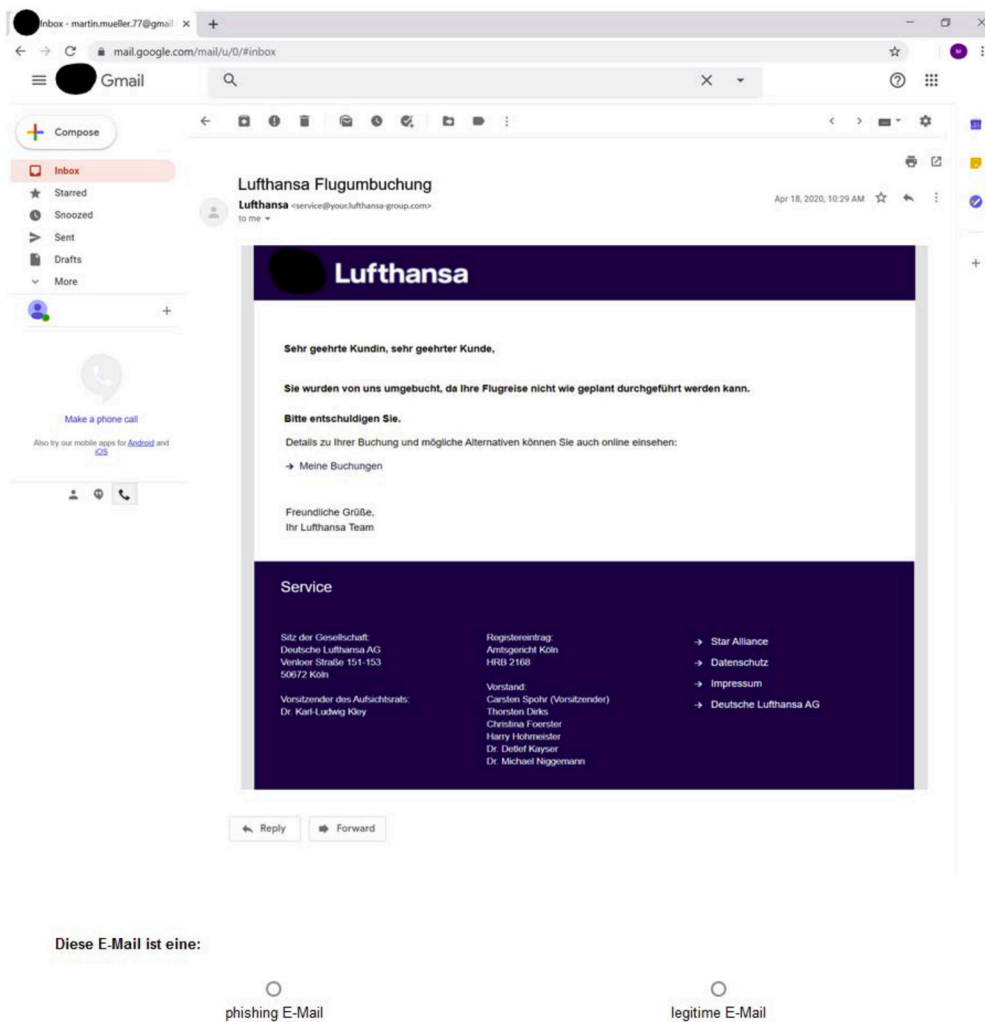 Inbox - martin.mueller.77@gmail
mail.google.com/mail/u/0/#inbox
Gmail
Compose
Inbox
Starred
Snoozed
Sent
Drafts
More
Make a phone call
Also try our mobile apps for Android and
iOS
Lufthansa Flugumbuchung
Lufthansa <service@your.lufthansa-group.com>
to me
Apr 18, 2020, 10:29 AM
Lufthansa
Sehr geehrte Kundin, sehr geehrter Kunde,
Sie wurden von uns umgebucht, da Ihre Flugreise nicht wie geplant durchgeführt werden kann.
Bitte entschuldigen Sie.
Details zu Ihrer Buchung und mögliche Alternativen können Sie auch online einsehen:
→ Meine Buchungen
Freundliche Grüße,
Ihr Lufthansa Team
Service
Sitz der Gesellschaft:
Deutsche Lufthansa AG
Venloer Straße 151-153
50672 Köln
Vorsitzender des Aufsichtsrats:
Dr. Karl-Ludwig Kley
Registereintrag:
Amtsgericht Köln
HRB 2168
Vorstand:
Carsten Spohr (Vorsitzender)
Thorsten Dirks
Christina Foerster
Harry Hohmeister
Dr. Detlef Kayser
Dr. Michael Niggemann
→ Star Alliance
→ Datenschutz
→ Impressum
→ Deutsche Lufthansa AG
Reply
Forward
Diese E-Mail ist eine:
phishing E-Mail
legitime E-Mail